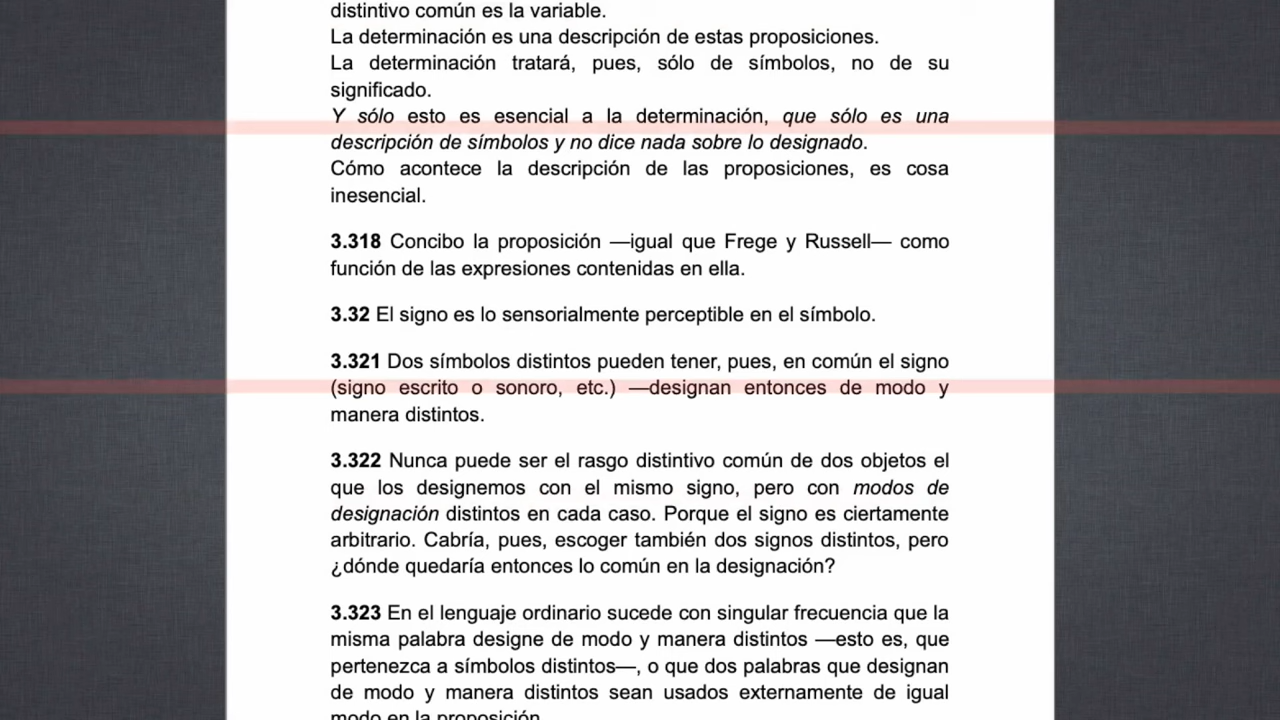 distintivo común es la variable.
La determinación es una descripción de estas proposiciones.
La determinación tratará, pues, sólo de símbolos, no de su
significado.
Y sólo esto es esencial a la determinación, que sólo es una
descripción de símbolos y no dice nada sobre lo designado.
Cómo acontece la descripción de las proposiciones, es cosa
inesencial.
3.318 Concibo la proposición —igual que Frege y Russell— como
función de las expresiones contenidas en ella.
3.32 El signo es lo sensorialmente perceptible en el símbolo.
3.321 Dos símbolos distintos pueden tener, pues, en común el signo
(signo escrito o sonoro, etc.) —designan entonces de modo y
manera distintos.
3.322 Nunca puede ser el rasgo distintivo común de dos objetos el
que los designemos con el mismo signo, pero con modos de
designación distintos en cada caso. Porque el signo es ciertamente
arbitrario. Cabría, pues, escoger también dos signos distintos, pero
¿dónde quedaría entonces lo común en la designación?
3.323 En el lenguaje ordinario sucede con singular frecuencia que la
misma palabra designe de modo y manera distintos —esto es, que
pertenezca a símbolos distintos—, o que dos palabras que designan
de modo y manera distintos sean usados externamente de igual
modo en la proposición.